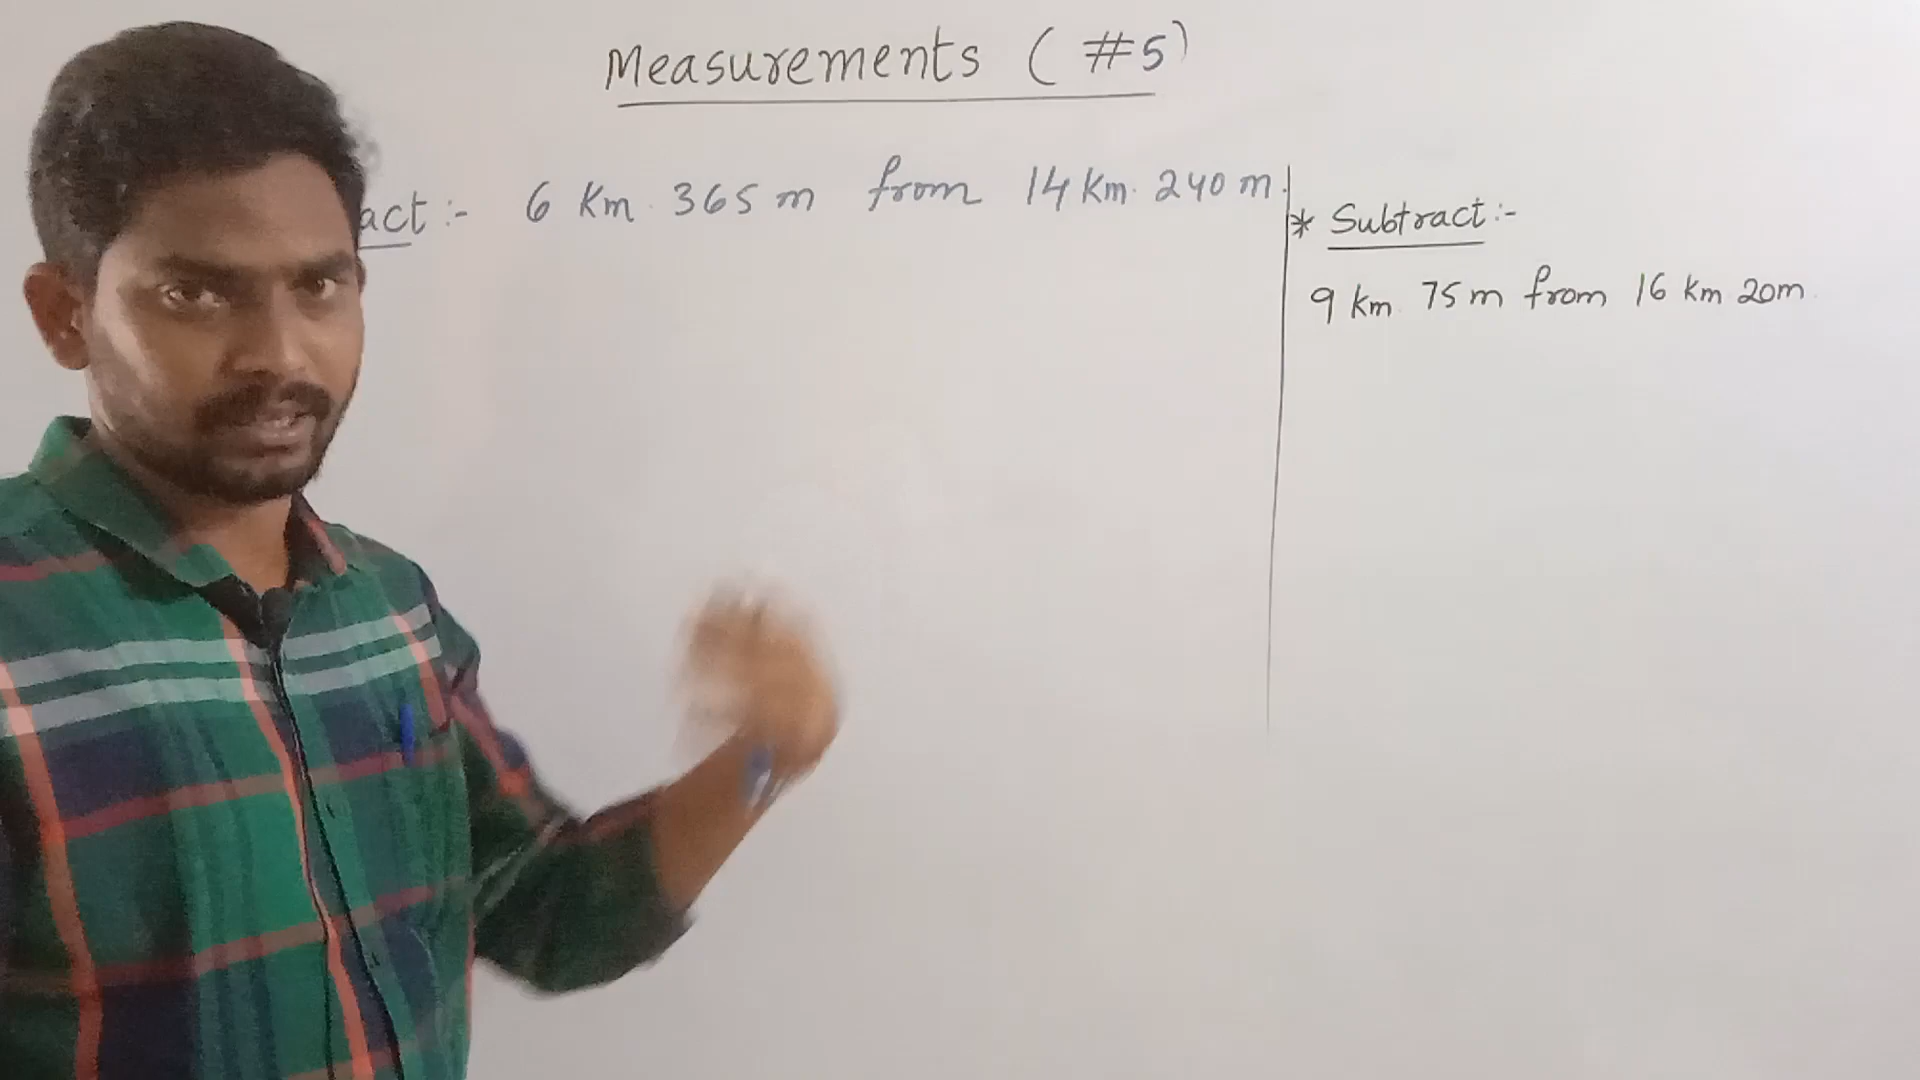 Measurements ( #5)
act :- 6 Km. 365 m from 14 Km. 240 m.
* Subtract :-
9 km 75 m from 16 km 20m.